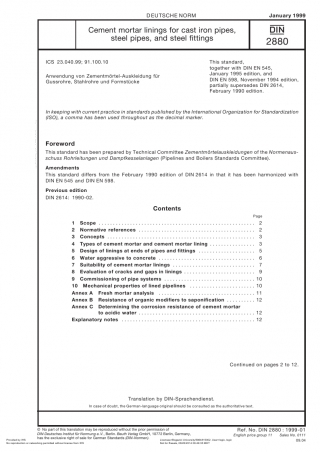 DEUTSCHE NORM
January 1999
Cement mortar linings for cast iron pipes,
steel pipes, and steel fittings
DIN
2880
ICS 23.040.99; 91.100.10
Anwendung von Zementmörtel-Auskleidung für
Gussrohre, Stahlrohre und Formstücke
This standard,
together with DIN EN 545,
January 1995 edition, and
DIN EN 598, November 1994 edition,
partially supersedes DIN 2614,
February 1990 edition.
In keeping with current practice in standards published by the International Organization for Standardization
(ISO), a comma has been used throughout as the decimal marker.
Foreword
This standard has been prepared by Technical Committee Zementmörtelauskleidungen of the Normenaus-
schuss Rohrleitungen und Dampfkesselanlagen (Pipelines and Boilers Standards Committee).
Amendments
This standard differs from the February 1990 edition of DIN 2614 in that it has been harmonized with
DIN EN 545 and DIN EN 598.
Previous edition
DIN 2614: 1990-02.
Contents
Page
1 Scope 2
2 Normative references 2
3 Concepts 3
4 Types of cement mortar and cement mortar lining 3
5 Design of linings at ends of pipes and fittings 5
6 Water aggressive to concrete 6
7 Suitability of cement mortar linings 7
8 Evaluation of cracks and gaps in linings 9
9 Commissioning of pipe systems 10
10 Mechanical properties of lined pipelines 10
Annex A Fresh mortar analysis 11
Annex B Resistance of organic modifiers to saponification 12
Annex C Determining the corrosion resistance of cement mortar
to acidic water 12
Explanatory notes 12
Continued on pages 2 to 12.
Translation by DIN-Sprachendienst.
In case of doubt, the German-language original should be consulted as the authoritative text.
© No part of this translation may be reproduced without the prior permission of
DIN Deutsches Institut für Normung e.V., Berlin. Beuth Verlag GmbH, 10772 Berlin, Germany,
has the exclusive right of sale for German Standards (DIN-Normen).
Ref. No. DIN 2880 : 1999-01
English price group 11 Sales No. 0111